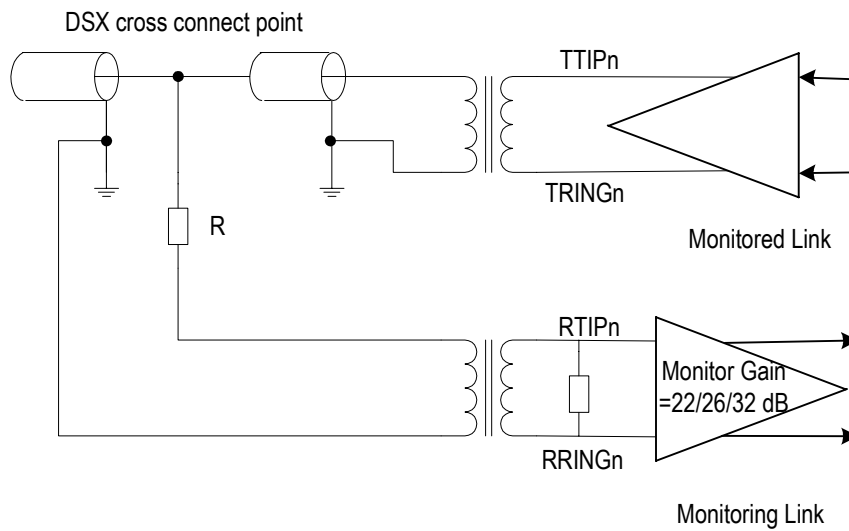 DSX cross connect point
TTIPn
TRINGn
R
Monitored Link
RTIPn
Monitor Gain
=22/26/32 dB
RRINGn
Monitoring Link